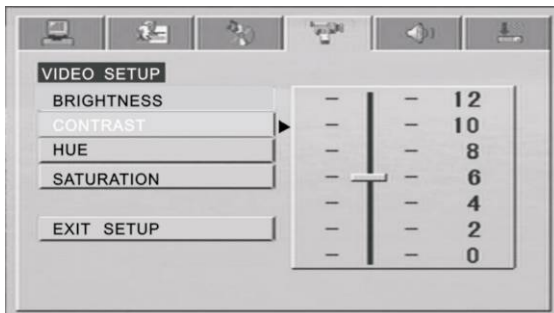 VIDEO SETUP
BRIGHTNESS
CONTRAST
HUE
SATURATION
EXIT SETUP
12
10
8
6
4
2
0